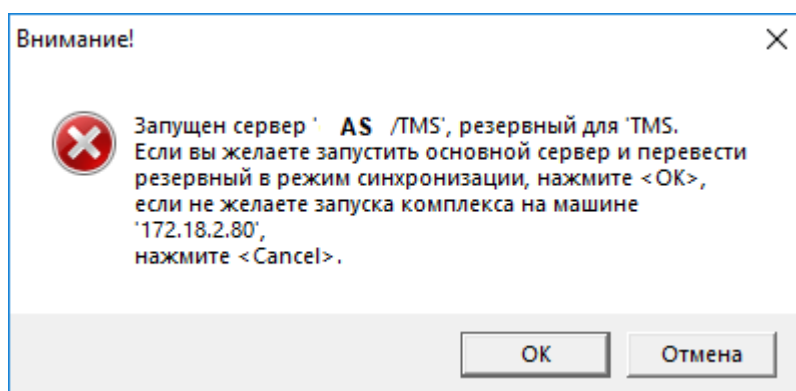 Внимание!
Запущен сервер ' AS /TMS', резервный для 'TMS.
Если вы желаете запустить основной сервер и перевести
резервный в режим синхронизации, нажмите <OK>,
если не желаете запуска комплекса на машине
'172.18.2.80',
нажмите <Cancel>.
ОК
Отмена